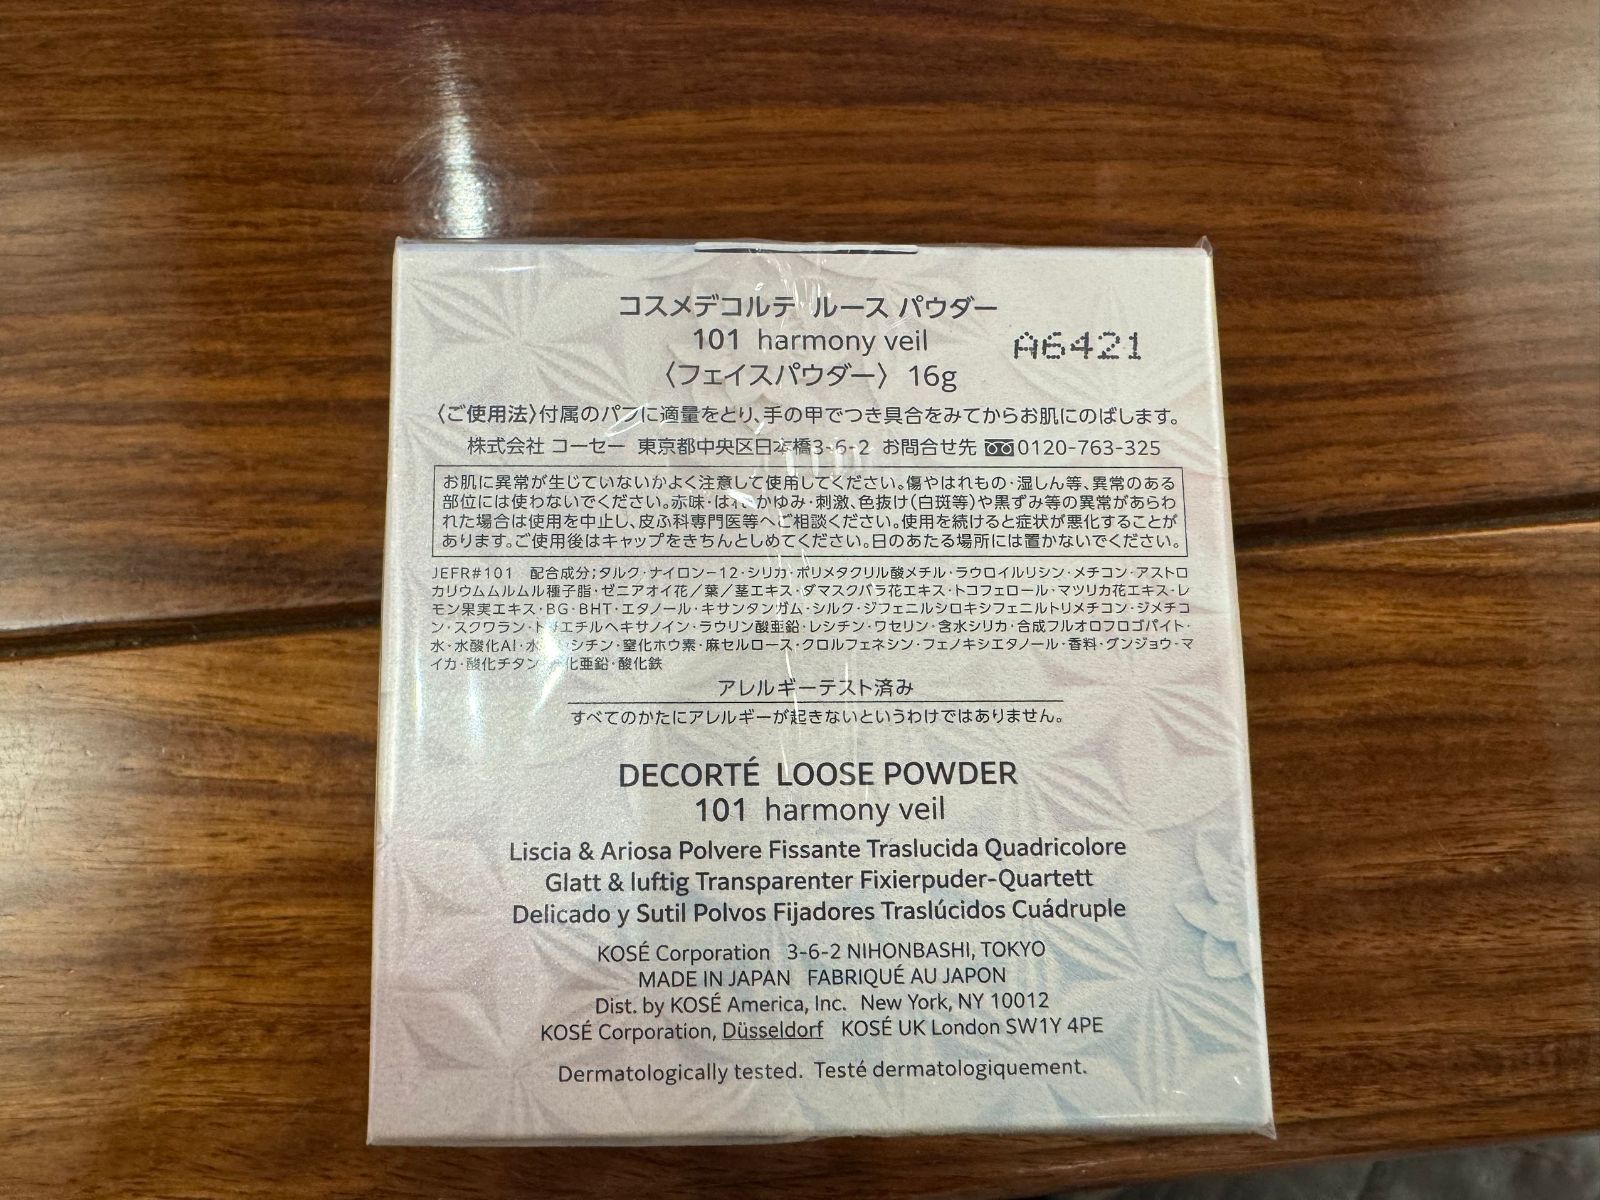 コスメデコルテ ルース パウダー
101 harmony veil
A6421
〈フェイスパウダー〉 16g
〈ご使用法〉付属のパフに適量をとり、手の甲でつき具合をみてからお肌にのばします。
株式会社 コーセー 東京都中央区日本橋3-6-2 お問合せ先 0120-763-325
お肌に異常が生じていないかよく注意して使用してください。傷やはれもの・湿しん等、異常のある
部位には使わないでください。赤味・はれ・かゆみ・刺激、色抜け(白斑等)や黒ずみ等の異常があらわ
れた場合は使用を中止し、皮ふ科専門医等へご相談ください。使用を続けると症状が悪化することが
あります。ご使用後はキャップをきちんとしめてください。日のあたる場所には置かないでください。
JEFR#101 配合成分;タルク・ナイロン-12・シリカ・ポリメタクリル酸メチル・ラウロイルリシン・メチコン・アストロ
カリウムムルムル種子脂・ゼニアオイ花/葉/茎エキス・ダマスクバラ花エキス・トコフェロール・マツリカ花エキス・レ
モン果実エキス・BG・BHT・エタノール・キサンタンガム・シルク・ジフェニルシロキシフェニルトリメチコン・ジメチコ
ン・スクワラン・トリエチルヘキサノイン・ラウリン酸亜鉛・レシチン・ワセリン・含水シリカ・合成フルオロフロゴパイト・
水・水酸化Al・シチン・窒化ホウ素・麻セルロース・クロルフェネシン・フェノキシエタノール・香料・グンジョウ・マ
イカ・酸化チタン・化亜鉛・酸化鉄
アレルギーテスト済み
すべてのかたにアレルギーが起きないというわけではありません。
DECORTÉ LOOSE POWDER
101 harmony veil
Liscia & Ariosa Polvere Fissante Traslucida Quadricolore
Glatt & luftig Transparenter Fixierpuder-Quartett
Delicado y Sutil Polvos Fijadores Traslúcidos Cuádruple
KOSÉ Corporation 3-6-2 NIHONBASHI, TOKYO
MADE IN JAPAN FABRIQUÉ AU JAPON
Dist. by KOSÉ America, Inc. New York, NY 10012
KOSÉ Corporation, Düsseldorf KOSÉ UK London SW1Y 4PE
Dermatologically tested. Testé dermatologiquement.